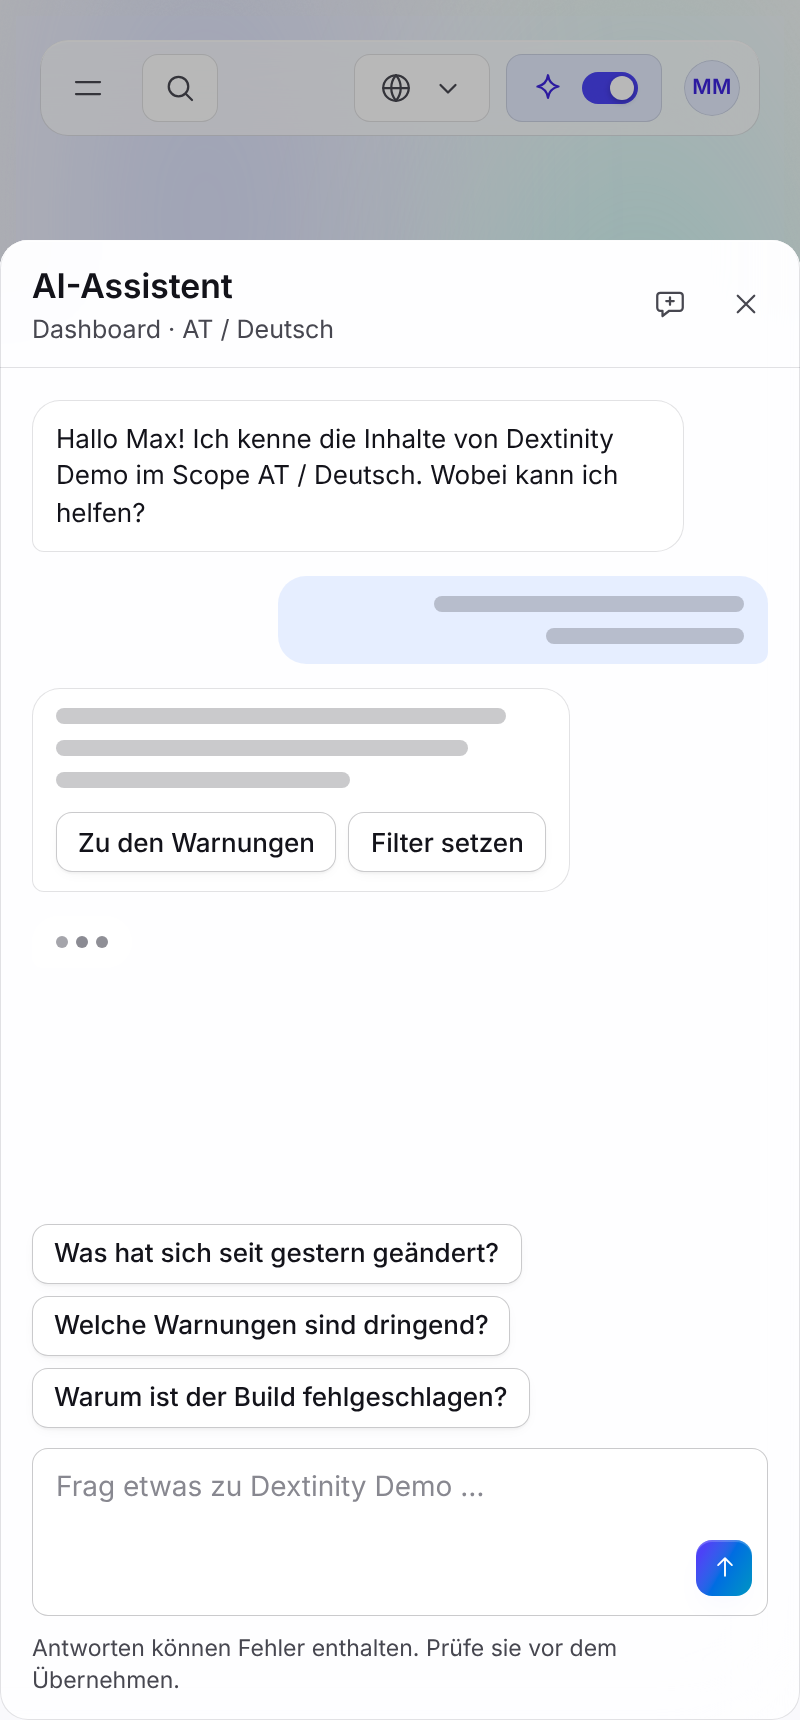 MM
AI-Assistent
Dashboard · AT / Deutsch
Hallo Max! Ich kenne die Inhalte von Dextinity
Demo im Scope AT / Deutsch. Wobei kann ich
helfen?
Zu den Warnungen
Filter setzen
Was hat sich seit gestern geändert?
Welche Warnungen sind dringend?
Warum ist der Build fehlgeschlagen?
Frag etwas zu Dextinity Demo ...
Antworten können Fehler enthalten. Prüfe sie vor dem
Übernehmen.